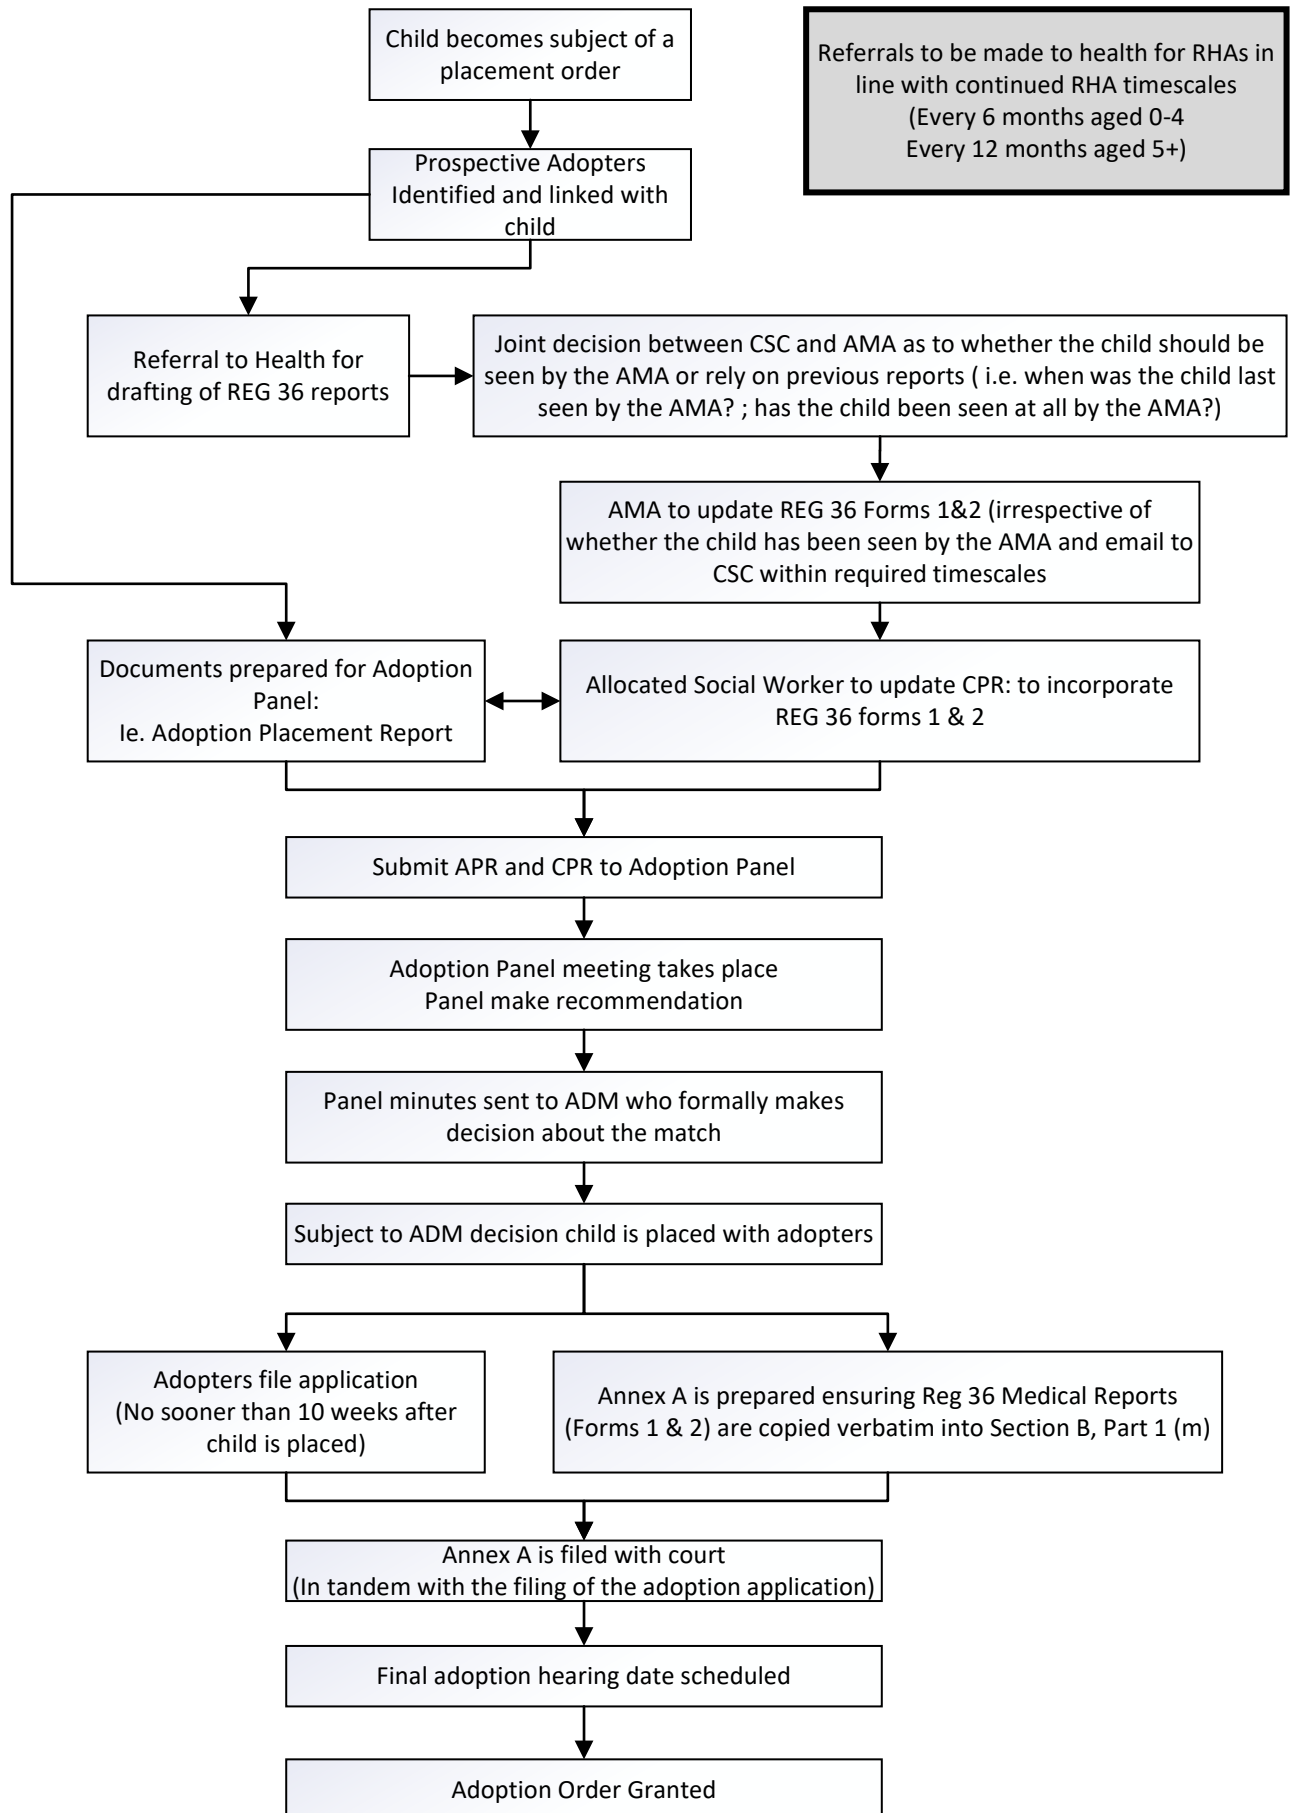 Child becomes subject of a
placement order
Referrals to be made to health for RHAs in
line with continued RHA timescales
(Every 6 months aged 0-4
Every 12 months aged 5+)
Prospective Adopters
Identified and linked with
child
Referral to Health for
drafting of REG 36 reports
Joint decision between CSC and AMA as to whether the child should be
seen by the AMA or rely on previous reports ( i.e. when was the child last
seen by the AMA? ; has the child been seen at all by the AMA?)
AMA to update REG 36 Forms 1&2 (irrespective of
whether the child has been seen by the AMA and email to
CSC within required timescales
Documents prepared for Adoption
Panel:
Ie. Adoption Placement Report
Allocated Social Worker to update CPR: to incorporate
REG 36 forms 1 & 2
Submit APR and CPR to Adoption Panel
Adoption Panel meeting takes place
Panel make recommendation
Panel minutes sent to ADM who formally makes
decision about the match
Subject to ADM decision child is placed with adopters
Adopters file application
(No sooner than 10 weeks after
child is placed)
Annex A is prepared ensuring Reg 36 Medical Reports
(Forms 1 & 2) are copied verbatim into Section B, Part 1 (m)
Annex A is filed with court
(In tandem with the filing of the adoption application)
Final adoption hearing date scheduled
Adoption Order Granted